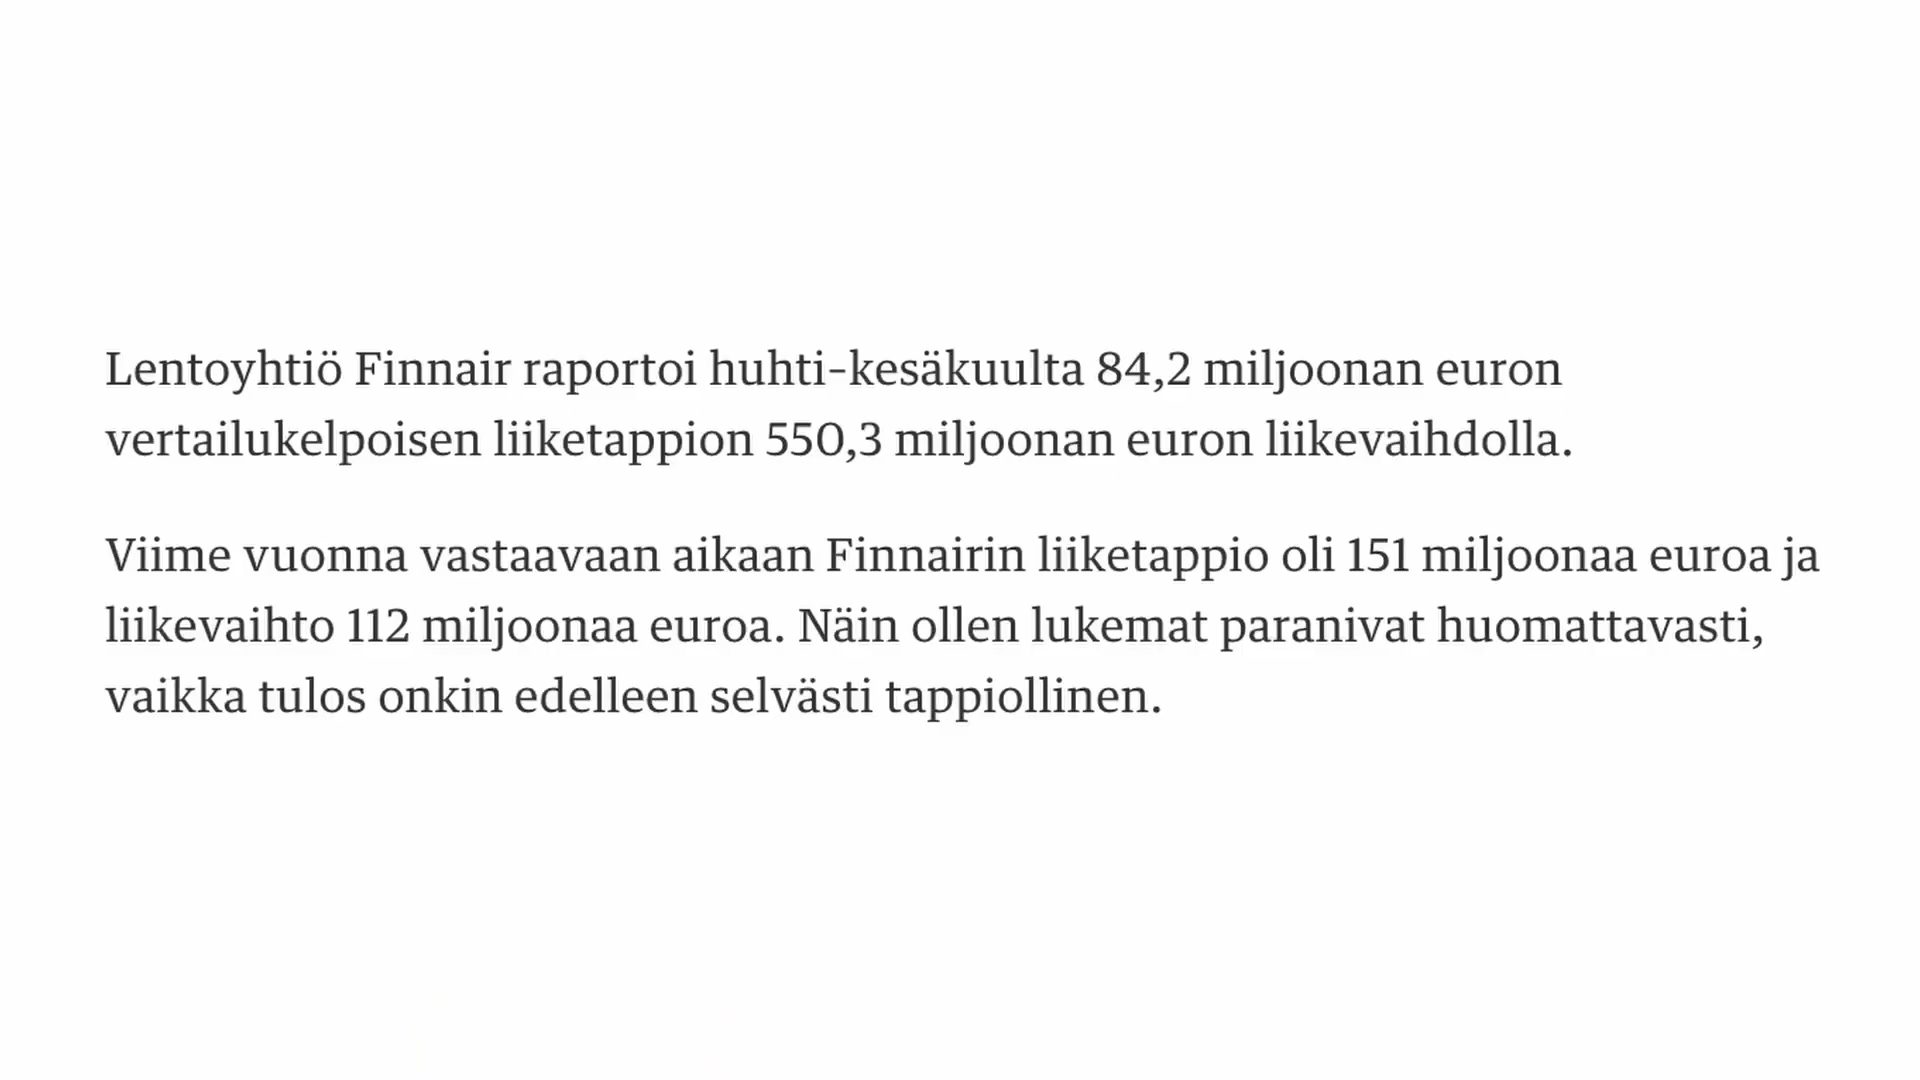 Lentoyhtiö Finnair raportoi huhti-kesäkuulta 84,2 miljoonan euron
vertailukelpoisen liiketappion 550,3 miljoonan euron liikevaihdolla.
Viime vuonna vastaavaan aikaan Finnairin liiketappio oli 151 miljoonaa euroa ja
liikevaihto 112 miljoonaa euroa. Näin ollen lukemat paranivat huomattavasti,
vaikka tulos onkin edelleen selvästi tappiollinen.